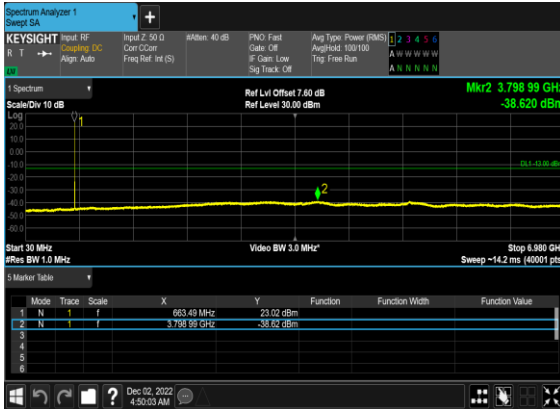 Spectrum Analyzer 1
Swept SA
KEYSIGHT Input: RF Input Z: 50 Ω #Atten: 40 dB PNO: Fast Avg Type: Power (RMS) 1 2 3 4 5 6
R T Coupling: DC Corr CCorr Gate: Off Avg|Hold: 100/100 A W W W W W
Align: Auto Freq Ref: Int (S) IF Gain: Low Trig: Free Run
Sig Track: Off A N N N N N
1 Spectrum Ref Lvl Offset 7.60 dB Mkr2 3.798 99 GHz
Scale/Div 10 dB Ref Level 30.00 dBm -38.620 dBm
Log
20.0
10.0
0.00
-10.0
-20.0
-30.0
-40.0
-50.0
-60.0
1
DL1 -13.00 dBm
2
Start 30 MHz Video BW 3.0 MHz* Stop 6.980 GHz
#Res BW 1.0 MHz Sweep ~14.2 ms (40001 pts)
5 Marker Table
Mode Trace Scale X Y Function Function Width Function Value
1 N 1 f 663.49 MHz 23.02 dBm
2 N 1 f 3.798 99 GHz -38.62 dBm
3
4
5
6
Dec 02, 2022
4:50:03 AM